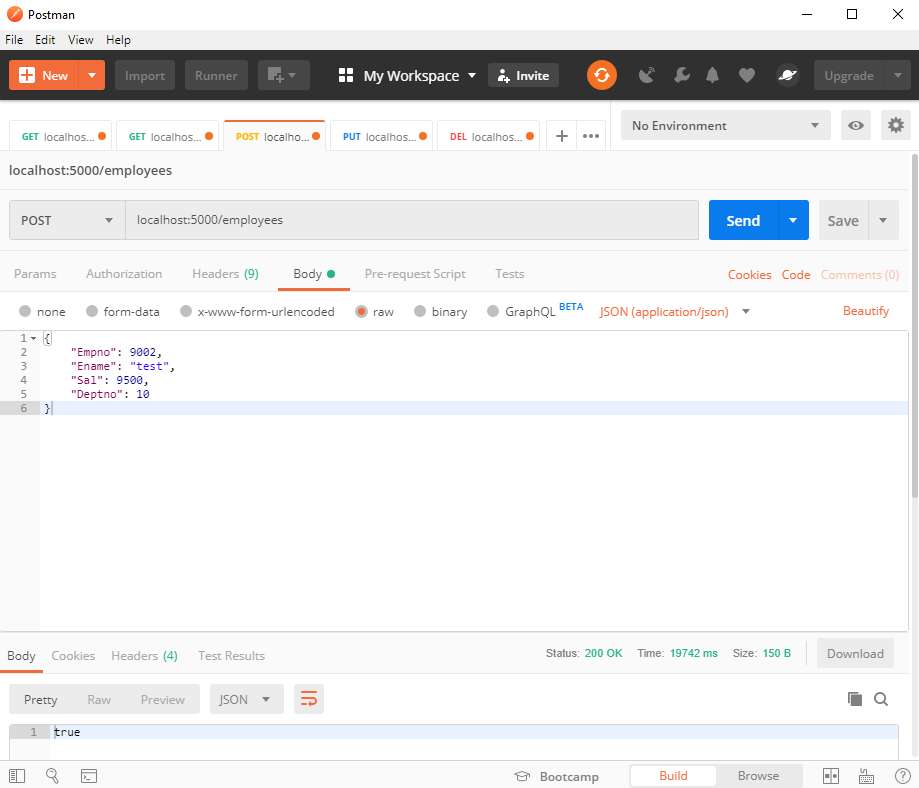 Postman
File Edit View Help
New Import Runner My Workspace Invite Upgrade
GET localhos... GET localhos... POST localho... PUT localhos... DEL localhos... No Environment
localhost:5000/employees
POST localhost:5000/employees Send Save
Params Authorization Headers (9) Body Pre-request Script Tests Cookies Code Comments (0)
none form-data x-www-form-urlencoded raw binary GraphQL BETA JSON (application/json) Beautify
1 {
2 "Empno": 9002,
3 "Ename": "test",
4 "Sal": 9500,
5 "Deptno": 10
6 }
Body Cookies Headers (4) Test Results Status: 200 OK Time: 19742 ms Size: 150 B Download
Pretty Raw Preview JSON
1 true
Bootcamp Build Browse